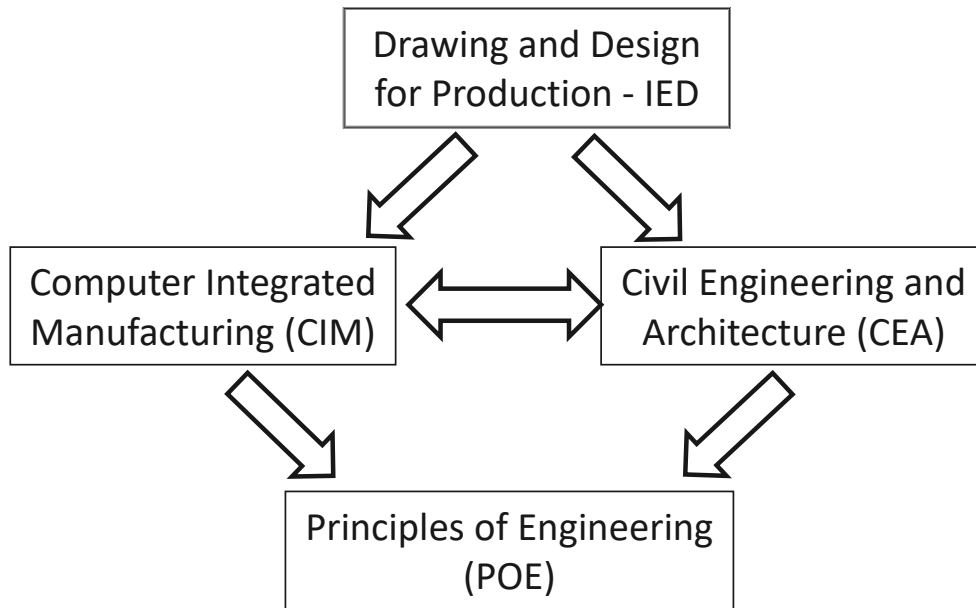 Drawing and Design
for Production - IED
Computer Integrated
Manufacturing (CIM)
Civil Engineering and
Architecture (CEA)
Principles of Engineering
(POE)